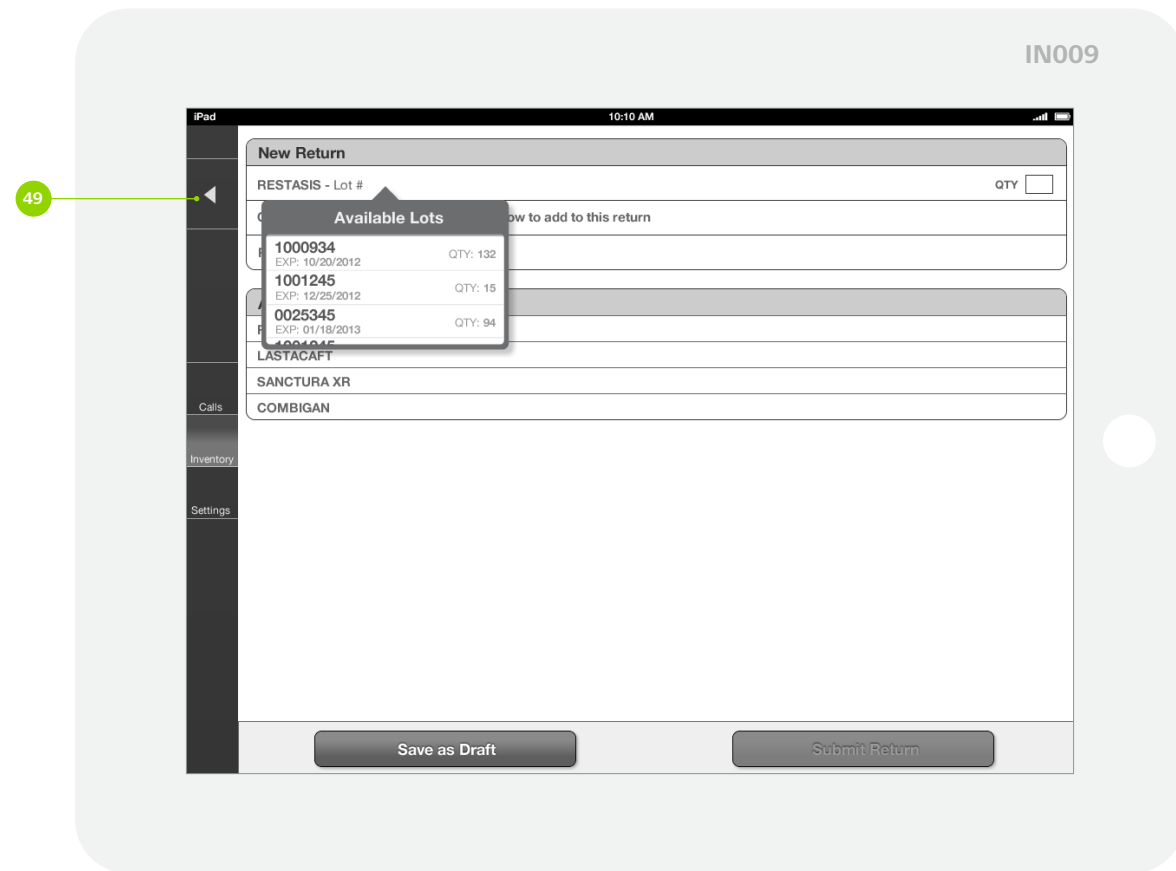 IN009
iPad 10:10 AM
New Return
RESTASIS - Lot # QTY
49
Available Lots
ow to add to this return
1000934
EXP: 10/20/2012 QTY: 132
1001245
EXP: 12/25/2012 QTY: 15
0025345
EXP: 01/18/2013 QTY: 94
LASTACAFT
SANCTURA XR
COMBIGAN
Calls
Inventory
Settings
Save as Draft
Submit Return